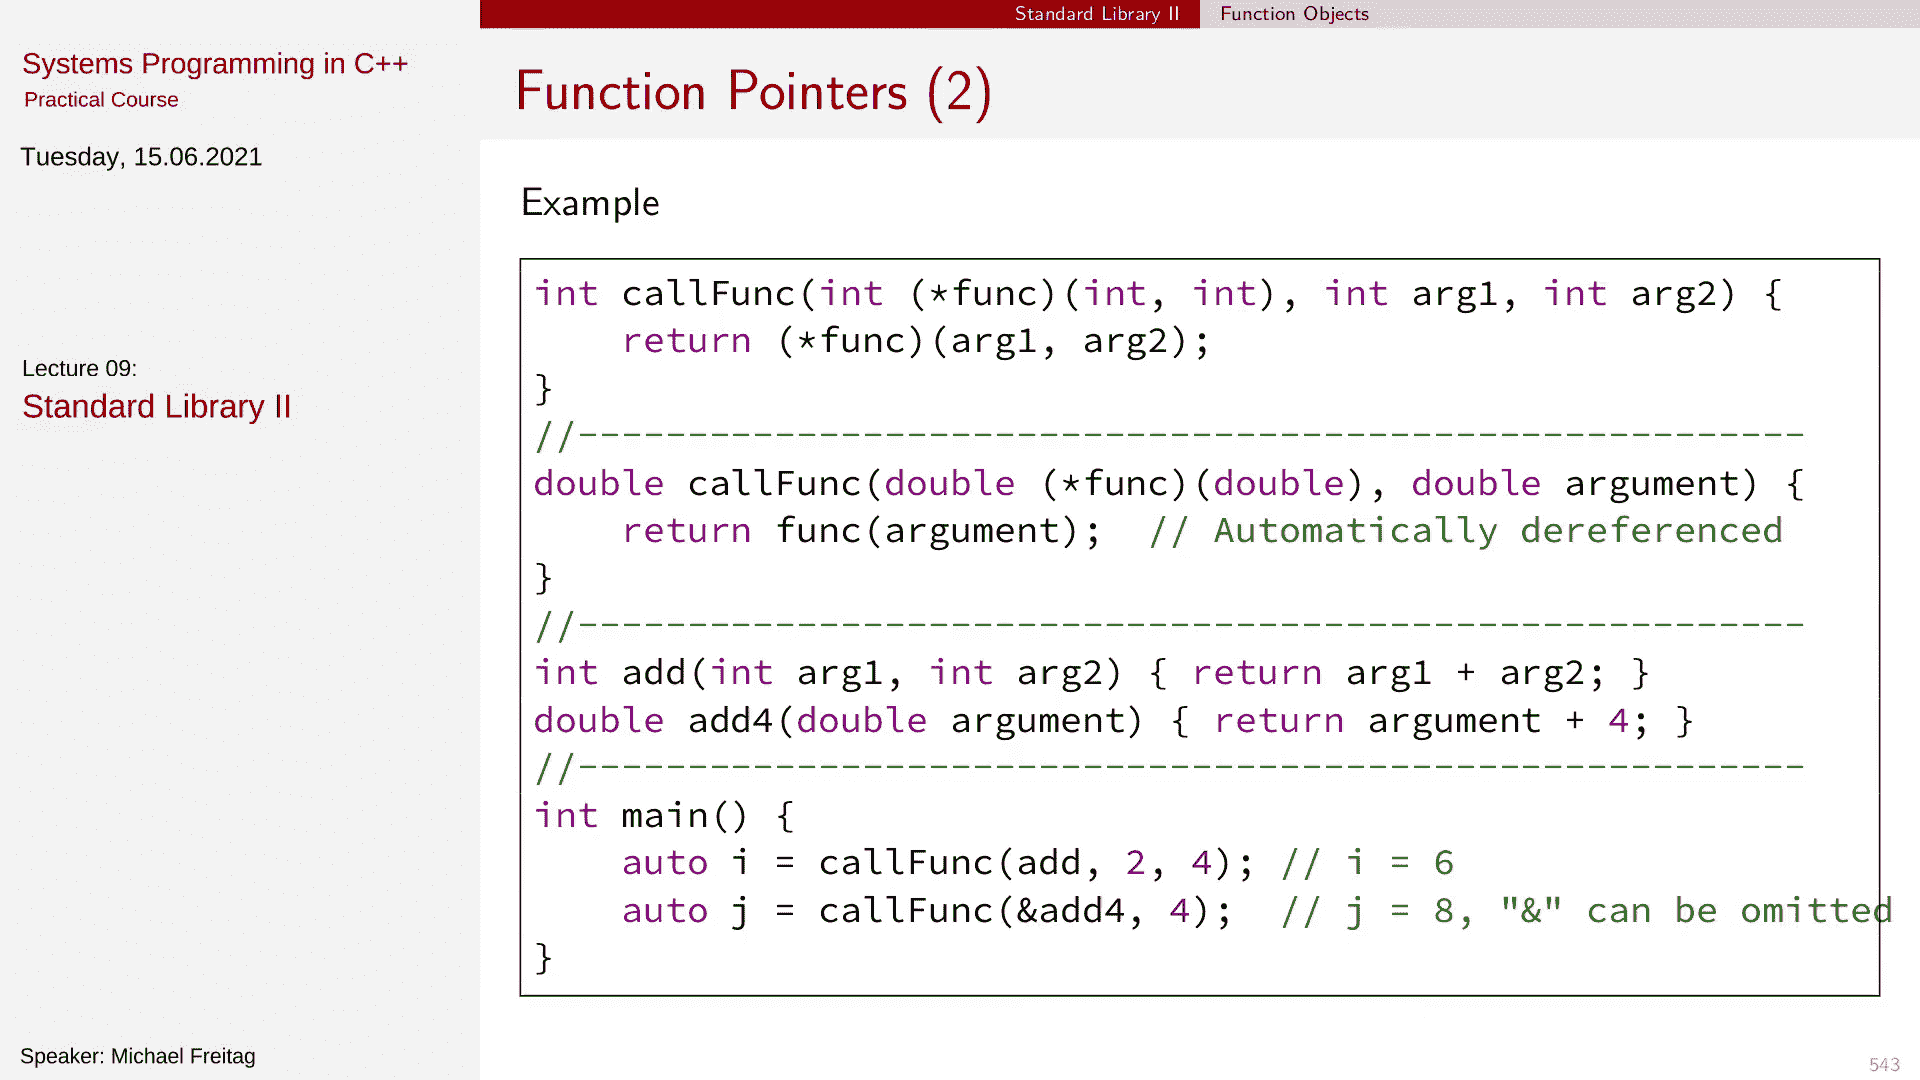 Standard Library II
Function Objects
Systems Programming in C++
Practical Course
Tuesday, 15.06.2021
Lecture 09:
Standard Library II
Speaker: Michael Freitag
Function Pointers (2)
Example
int callFunc(int (*func)(int, int), int arg1, int arg2) {
    return (*func)(arg1, arg2);
}
//--------------------------------------------------------
double callFunc(double (*func)(double), double argument) {
    return func(argument);  // Automatically dereferenced
}
//--------------------------------------------------------
int add(int arg1, int arg2) { return arg1 + arg2; }
double add4(double argument) { return argument + 4; }
//--------------------------------------------------------
int main() {
    auto i = callFunc(add, 2, 4); // i = 6
    auto j = callFunc(&add4, 4);  // j = 8, "&" can be omitted
}
543